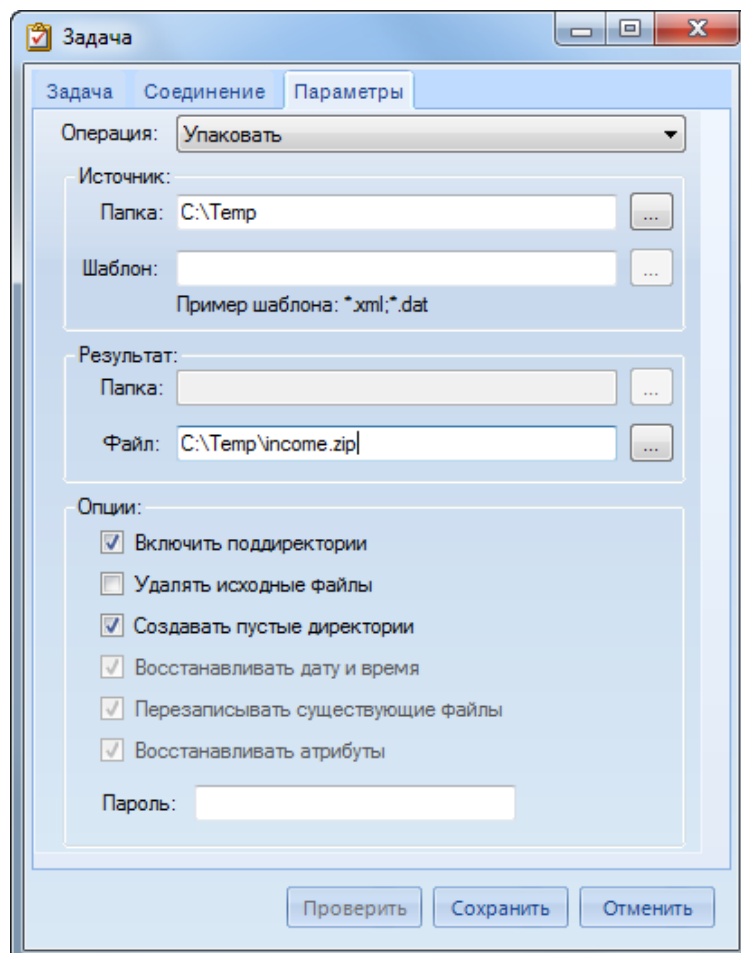 Задача
Задача Соединение Параметры
Операция: Упаковать
Источник:
Папка: C:\Temp ...
Шаблон: ...
Пример шаблона: *.xml;*.dat
Результат:
Папка: ...
Файл: C:\Temp\income.zip ...
Опции:
Включить поддиректории
Удалять исходные файлы
Создавать пустые директории
Восстанавливать дату и время
Перезаписывать существующие файлы
Восстанавливать атрибуты
Пароль:
Проверить Сохранить Отменить